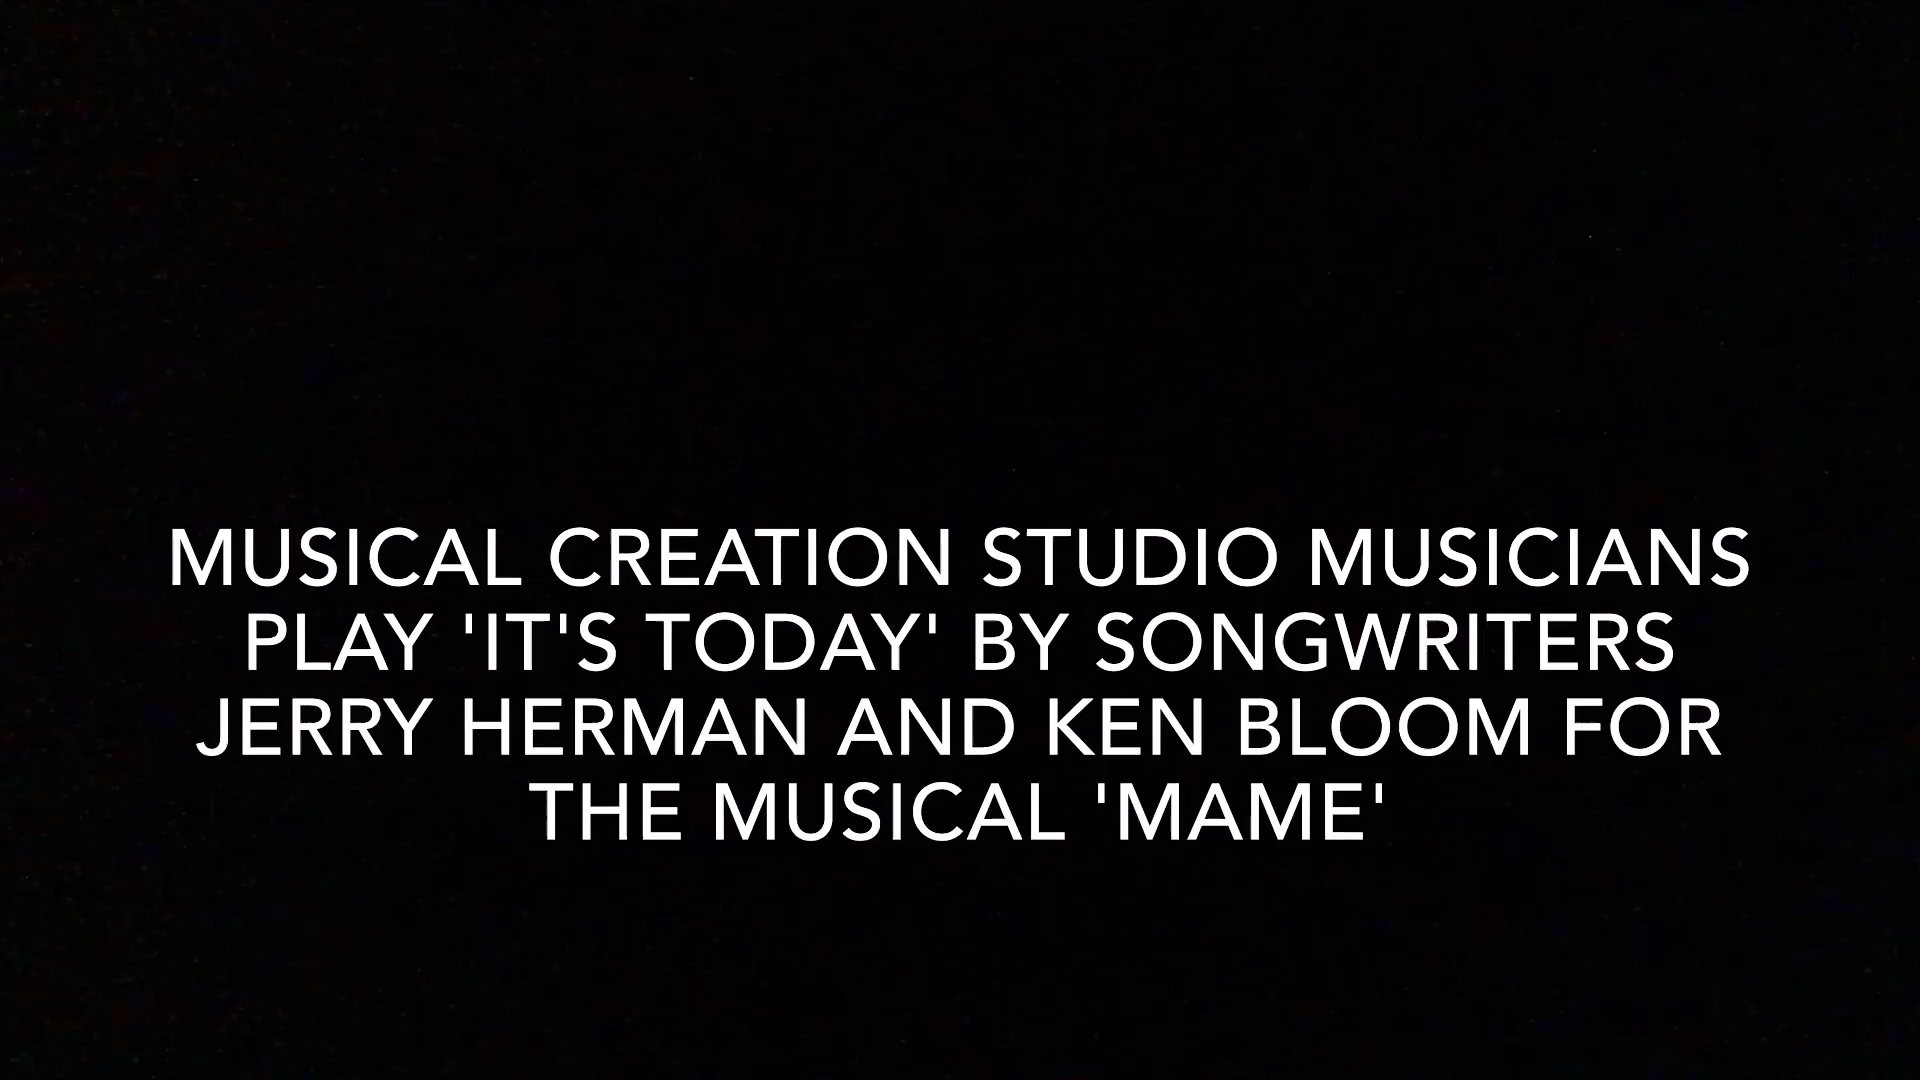 MUSICAL CREATION STUDIO MUSICIANS
PLAY 'IT'S TODAY' BY SONGWRITERS
JERRY HERMAN AND KEN BLOOM FOR
THE MUSICAL 'MAME'